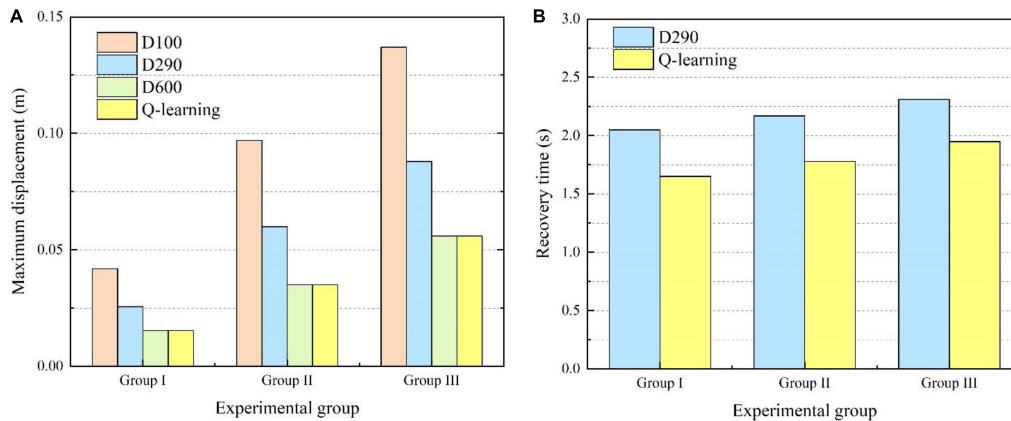 A
0.15
0.10
0.05
0.00
Maximum displacement (m)
D100
D290
D600
Q-learning
Group I
Group II
Group III
Experimental group
B
3.0
2.5
2.0
1.5
1.0
0.5
0.0
Recovery time (s)
D290
Q-learning
Group I
Group II
Group III
Experimental group